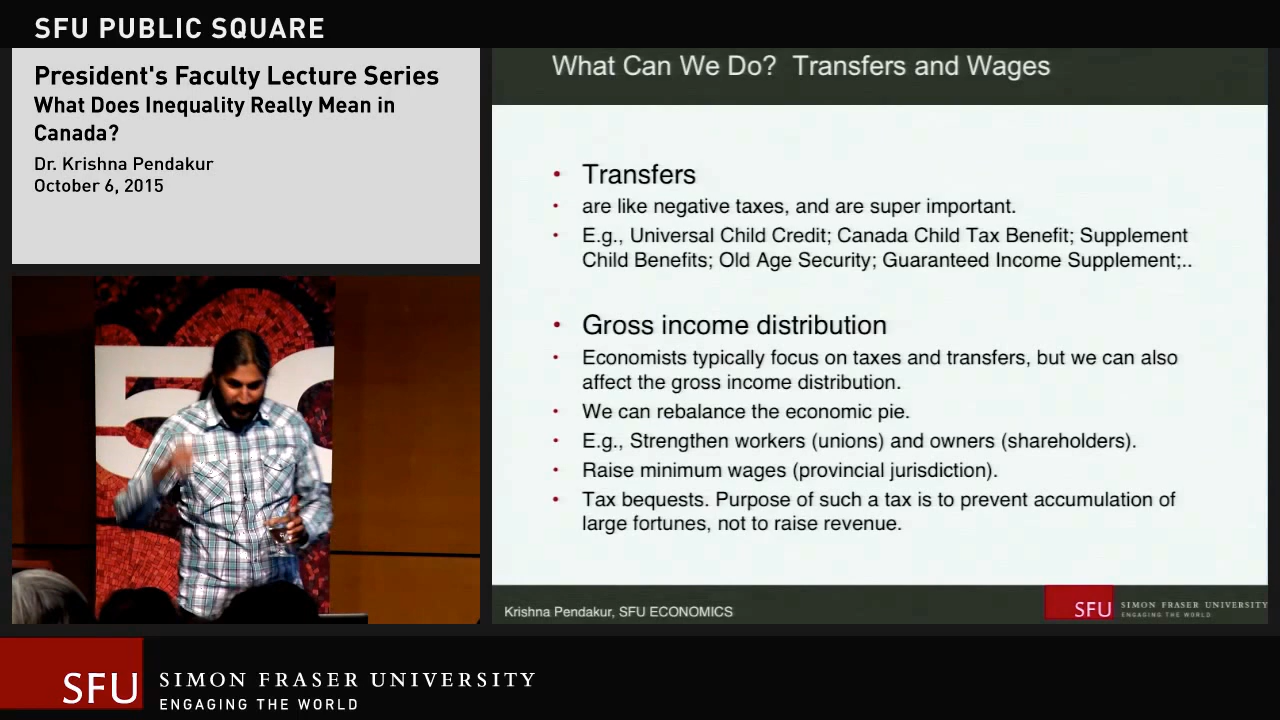 SFU PUBLIC SQUARE
President's Faculty Lecture Series
What Does Inequality Really Mean in
Canada?
Dr. Krishna Pendakur
October 6, 2015
What Can We Do? Transfers and Wages
• Transfers
• are like negative taxes, and are super important.
• E.g., Universal Child Credit; Canada Child Tax Benefit; Supplement
Child Benefits; Old Age Security; Guaranteed Income Supplement;..
• Gross income distribution
• Economists typically focus on taxes and transfers, but we can also
affect the gross income distribution.
• We can rebalance the economic pie.
• E.g., Strengthen workers (unions) and owners (shareholders).
• Raise minimum wages (provincial jurisdiction).
• Tax bequests. Purpose of such a tax is to prevent accumulation of
large fortunes, not to raise revenue.
Krishna Pendakur, SFU ECONOMICS
SFU
SIMON FRASER UNIVERSITY
ENGAGING THE WORLD
50
SFU
SIMON FRASER UNIVERSITY
ENGAGING THE WORLD